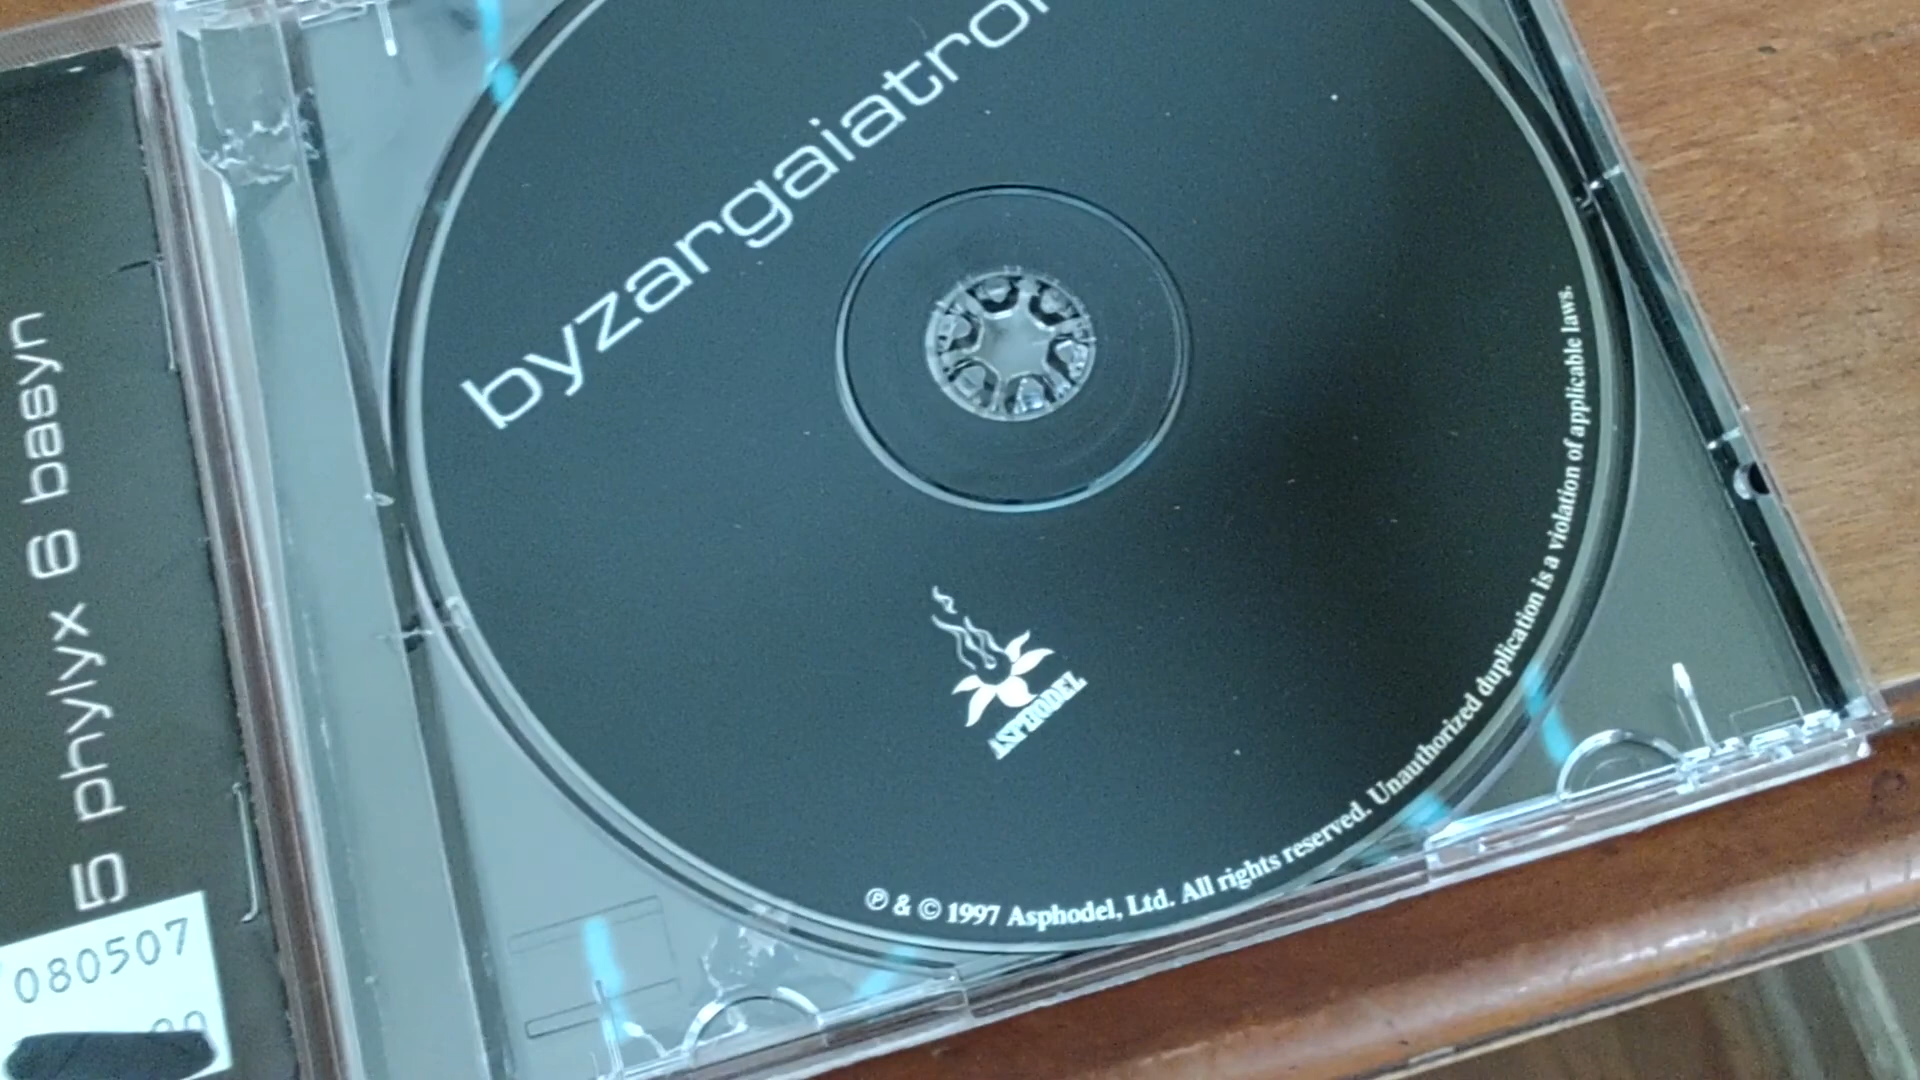 byzargaiatro
ASPHODEL
℗ & © 1997 Asphodel, Ltd. All rights reserved. Unauthorized duplication is a violation of applicable laws.
5 phylyx 6 basyn
080507